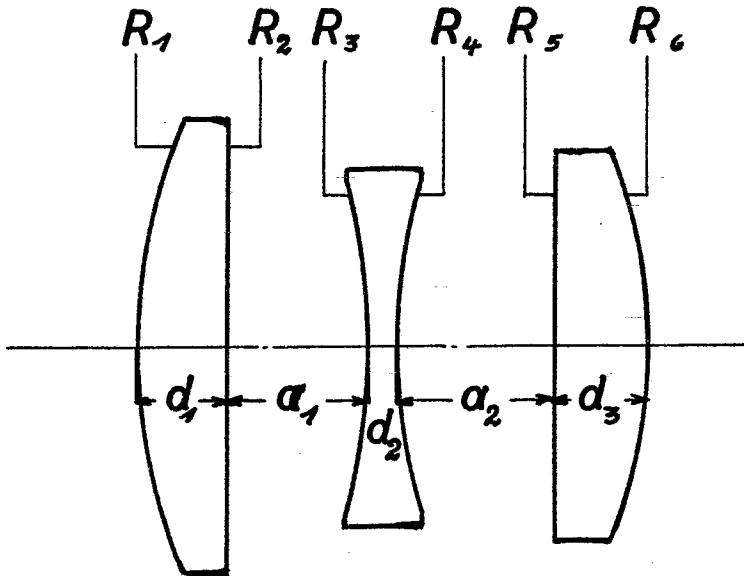 R₁ R₂ R₃ R₄ R₅ R₆
d₁ a₁ d₂ a₂ d₃